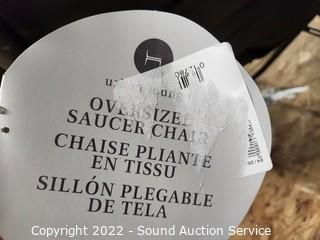 OVERSIZED
SAUCER CHAIR
CHAISE PLIANTE
EN TISSU
SILLÓN PLEGABLE
DE TELA
Copyright 2022 - Sound Auction Service